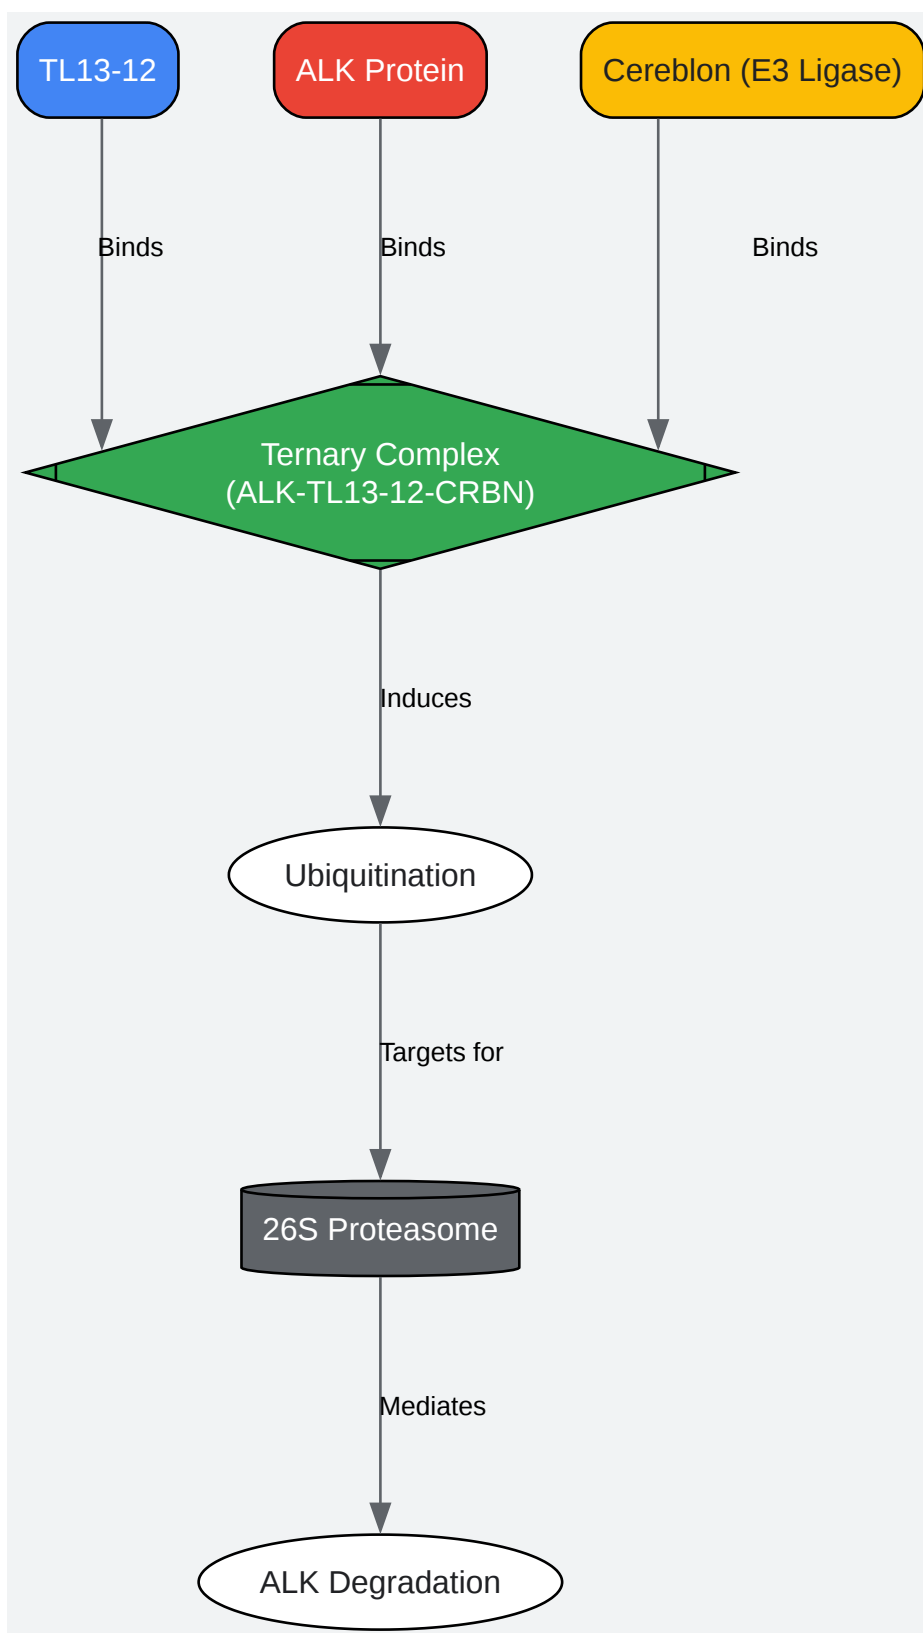 TL13-12
ALK Protein
Cereblon (E3 Ligase)
Binds
Binds
Binds
Ternary Complex
(ALK-TL13-12-CRBN)
Induces
Ubiquitination
Targets for
26S Proteasome
Mediates
ALK Degradation